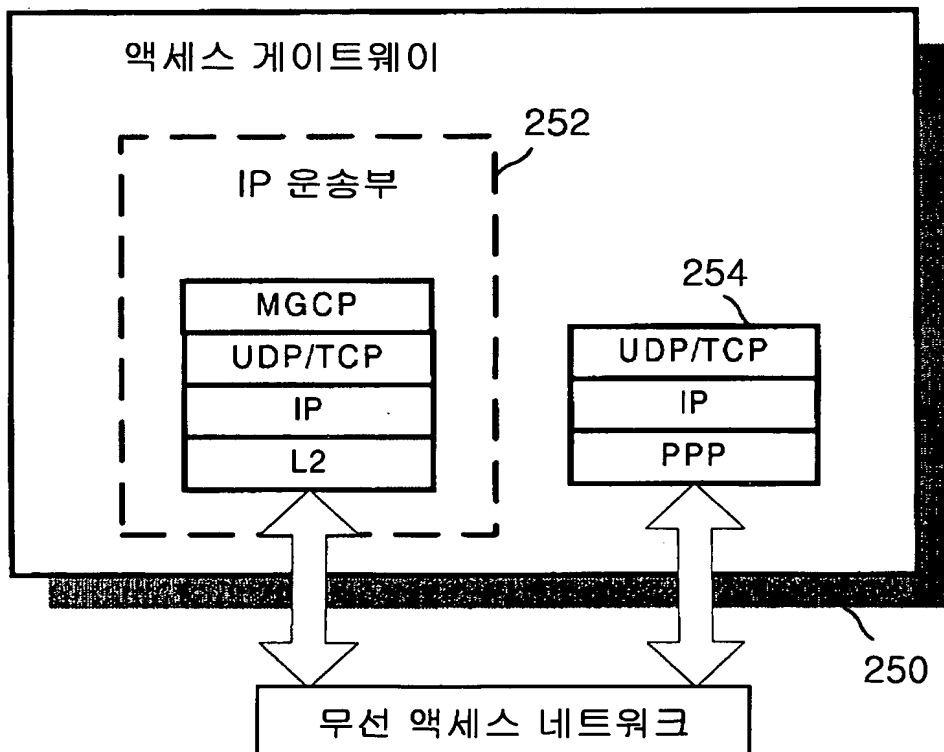 액세스 게이트웨이
252
IP 운송부
MGCP
UDP/TCP
IP
L2
254
UDP/TCP
IP
PPP
250
무선 액세스 네트워크